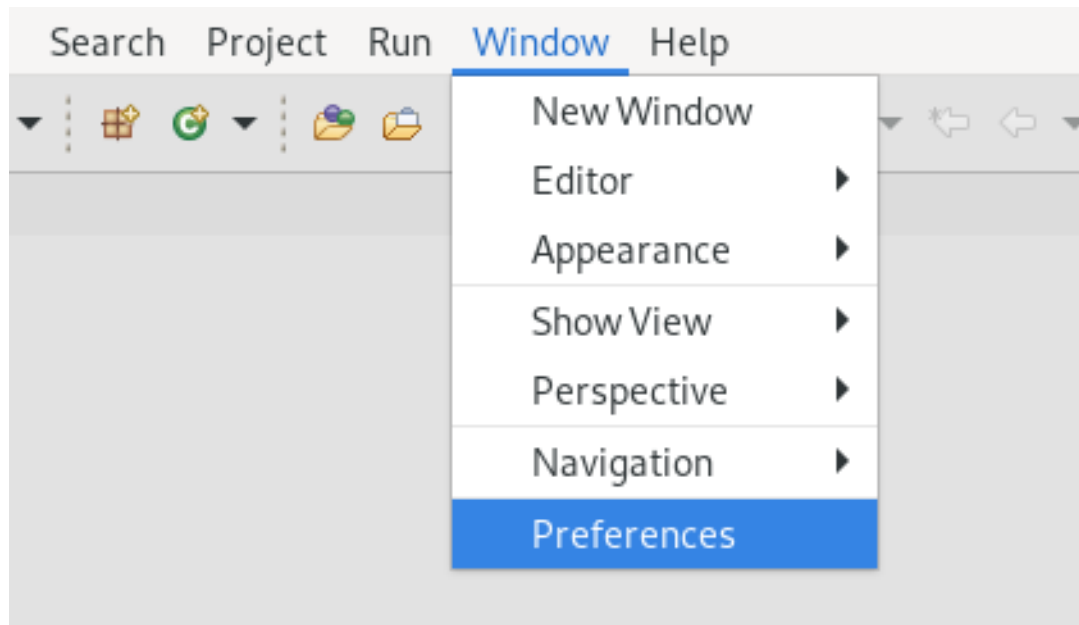 Search Project Run Window Help
New Window
Editor
Appearance
Show View
Perspective
Navigation
Preferences